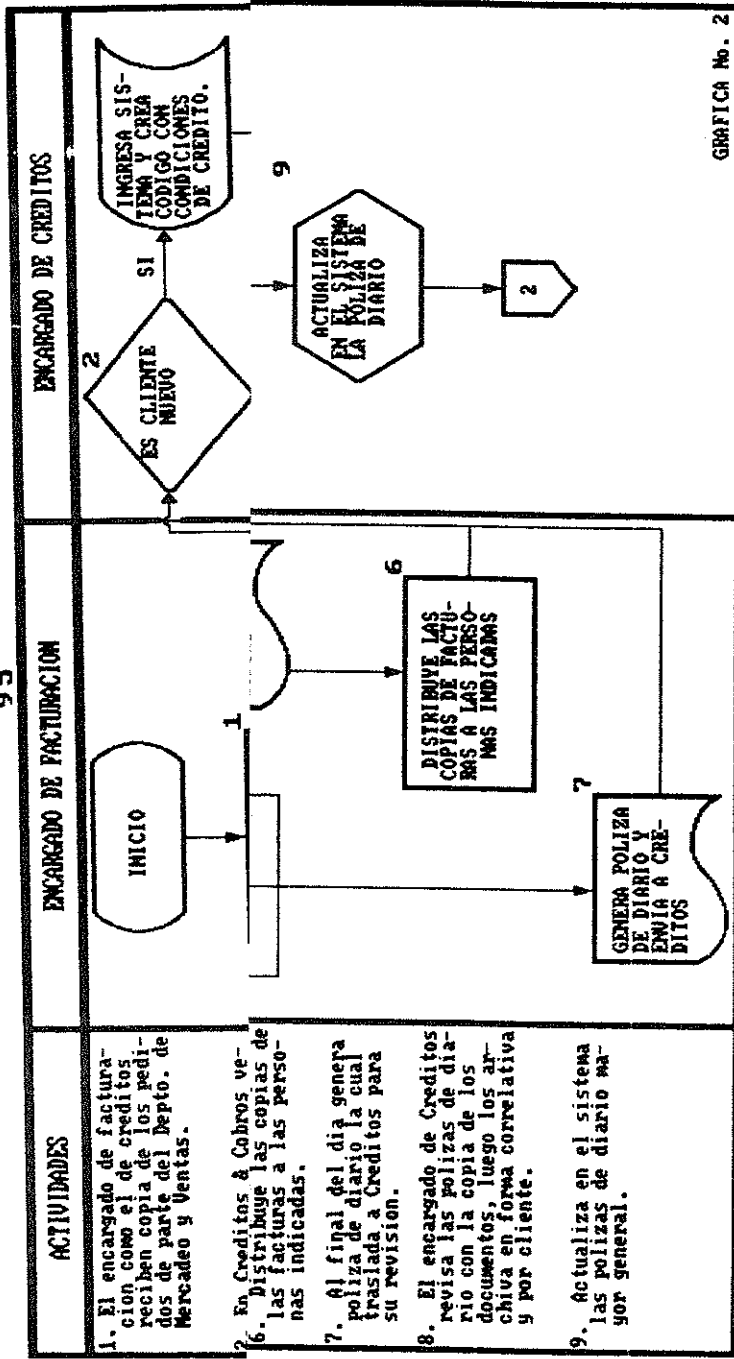 95
ACTIVIDADES
ENCARGADO DE FACTURACION
ENCARGADO DE CREDITOS
1. El encargado de factura-
cion como el de creditos
reciben copia de los pedi-
dos de parte del Depto. de
Mercadeo y Ventas.
2. En Creditos & Cobros ve-
6. Distribuye las copias de
las facturas a las perso-
nas indicadas.
7. Al final del dia genera
poliza de diario la cual
traslada a Creditos para
su revision.
8. El encargado de Creditos
revisa las polizas de dia-
rio con la copia de los
documentos, luego los ar-
chiva en forma correlativa
y por cliente.
9. Actualiza en el sistema
las polizas de diario ma-
yor general.
INICIO
1
6
DISTRIBUYE LAS
COPIAS DE FACTU-
RAS A LAS PERSO-
NAS INDICADAS
7
GENERA POLIZA
DE DIARIO Y
ENVIA A CRE-
DITOS
2
ES CLIENTE
NUEVO
SI
INGRESA SIS-
TEMA Y CREA
CODIGO CON
CONDICIONES
DE CREDITO.
9
ACTUALIZA
EN EL SISTEMA
LA POLIZA DE
DIARIO
2
GRAFICA No. 2